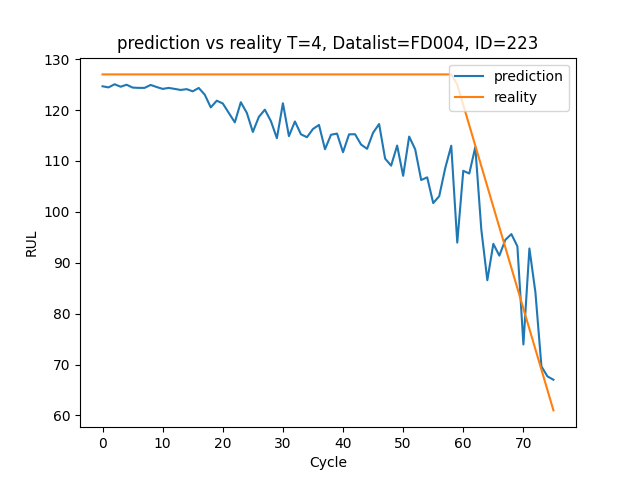 prediction vs reality T=4, Datalist=FD004, ID=223
prediction
reality
RUL
130
120
110
100
90
80
70
60
0 10 20 30 40 50 60 70
Cycle